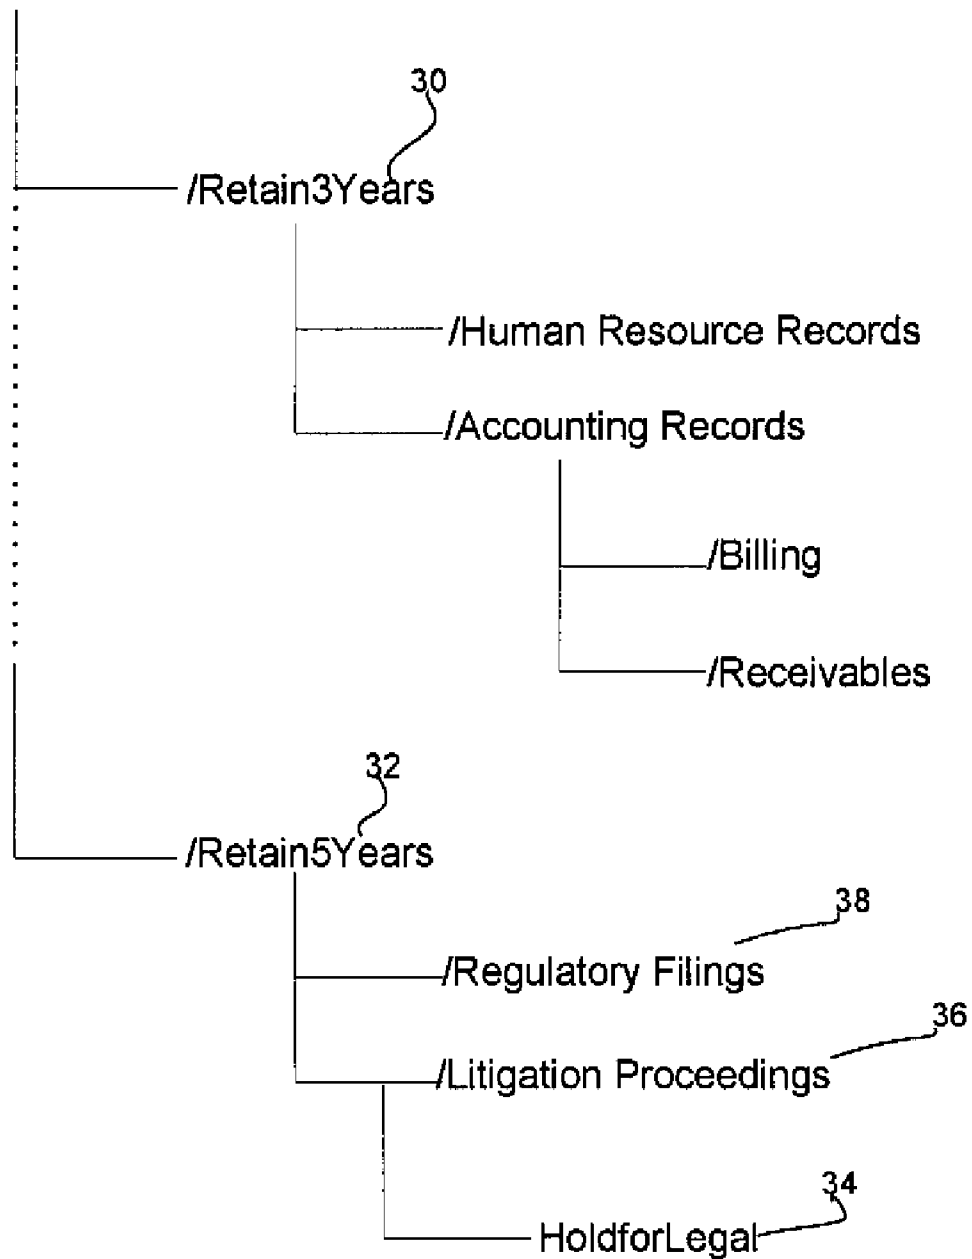 30
/Retain3Years
/Human Resource Records
/Accounting Records
/Billing
/Receivables
32
/Retain5Years
38
/Regulatory Filings
36
/Litigation Proceedings
34
HoldforLegal